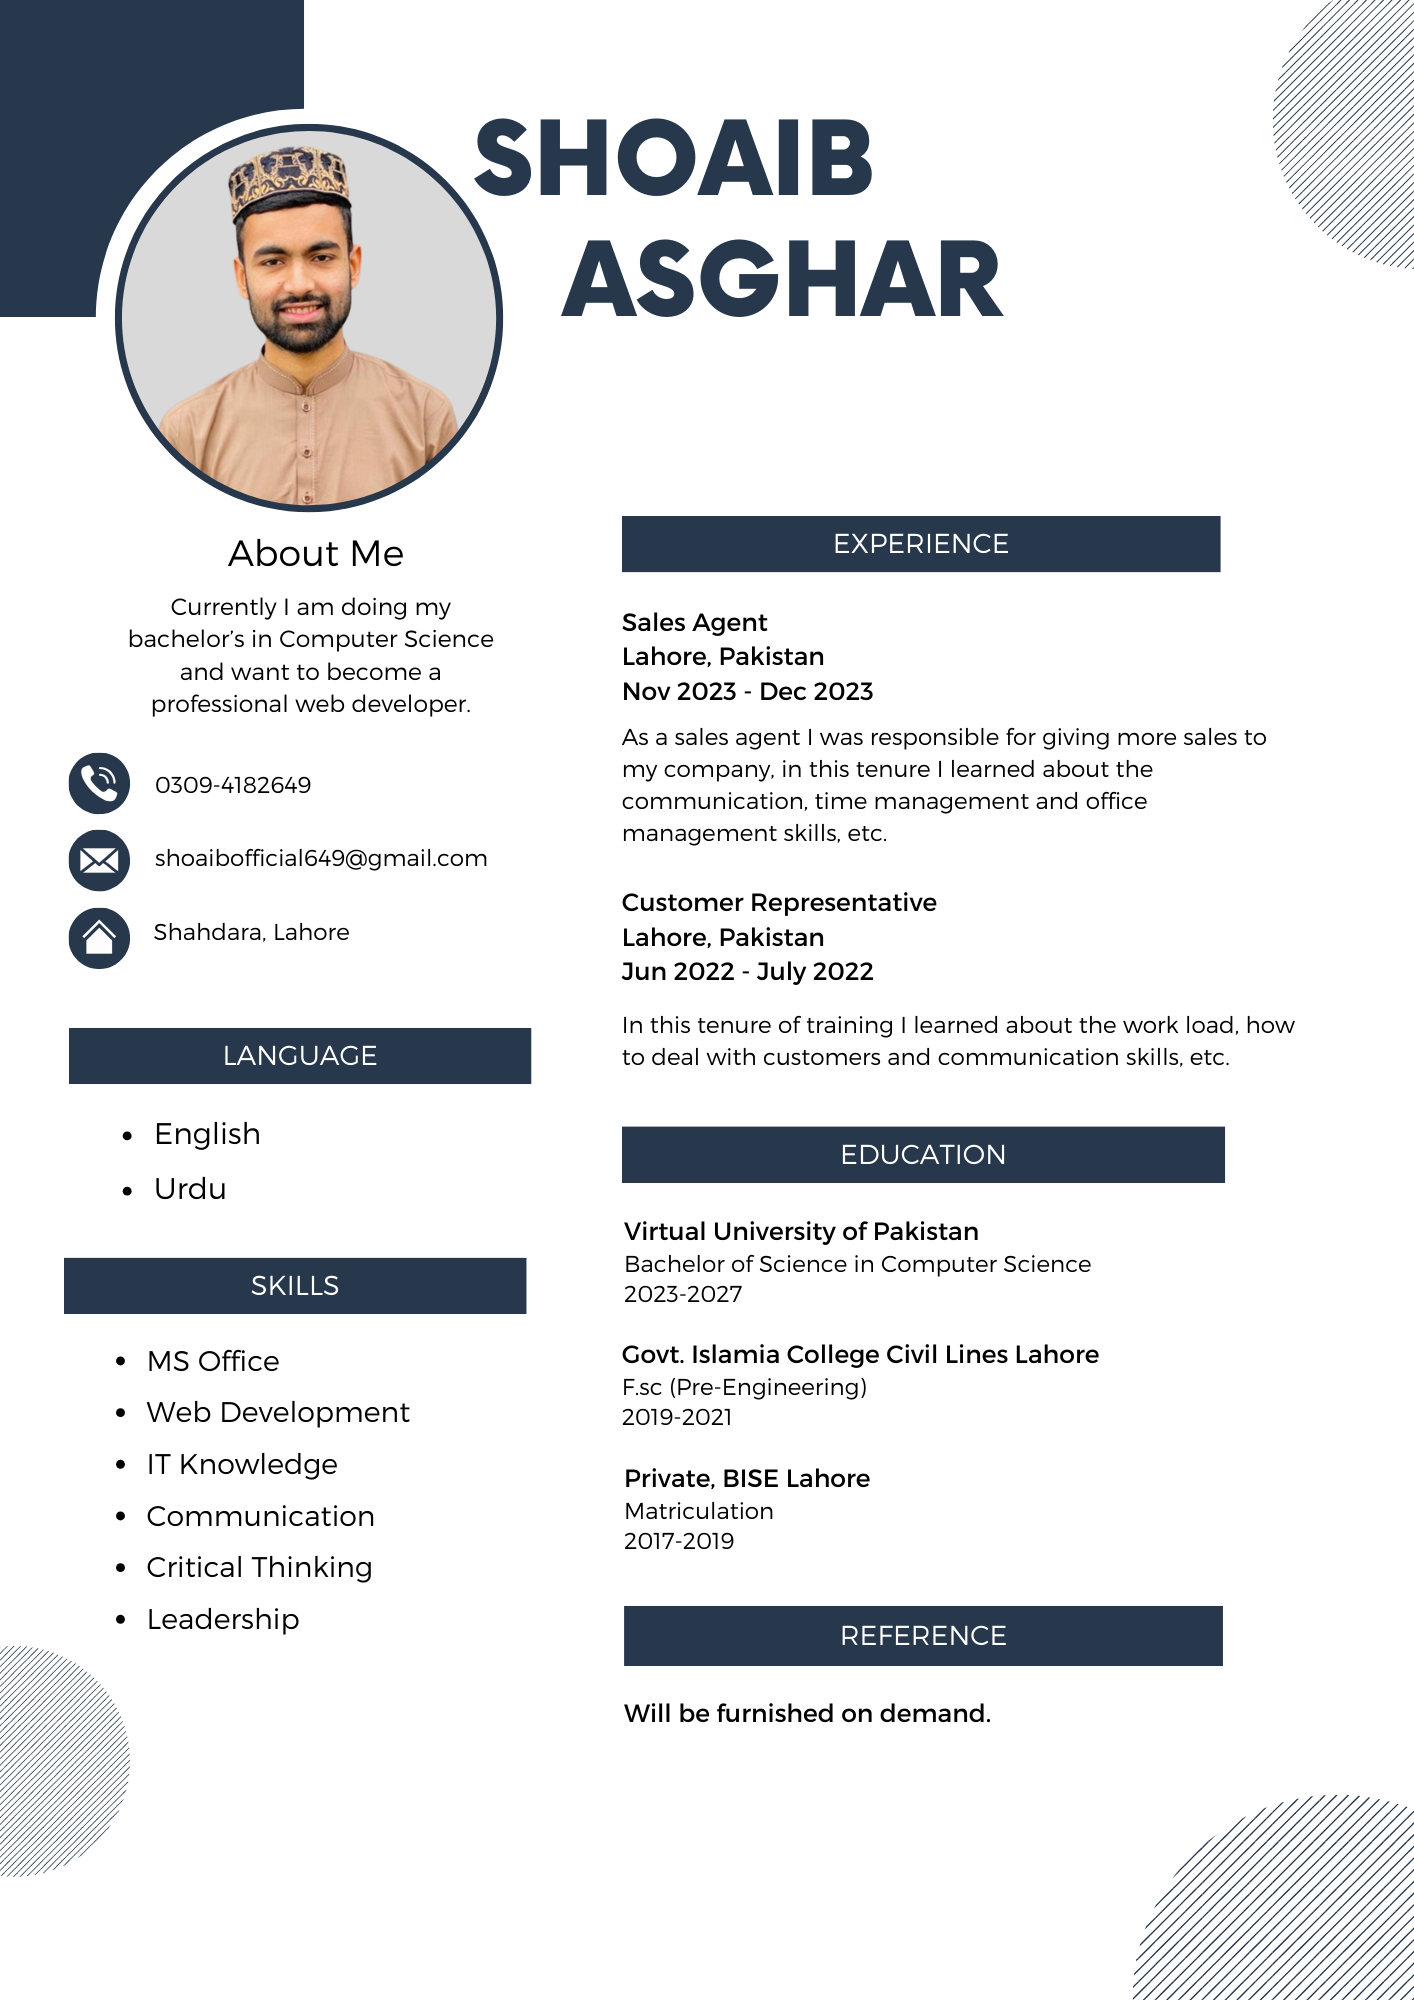 SHOAIB
ASGHAR
About Me
Currently I am doing my
bachelor’s in Computer Science
and want to become a
professional web developer.
0309-4182649
shoaibofficial649@gmail.com
Shahdara, Lahore
LANGUAGE
English
Urdu
SKILLS
MS Office
Web Development
IT Knowledge
Communication
Critical Thinking
Leadership
EXPERIENCE
Sales Agent
Lahore, Pakistan
Nov 2023 - Dec 2023
As a sales agent I was responsible for giving more sales to
my company, in this tenure I learned about the
communication, time management and office
management skills, etc.
Customer Representative
Lahore, Pakistan
Jun 2022 - July 2022
In this tenure of training I learned about the work load, how
to deal with customers and communication skills, etc.
EDUCATION
Virtual University of Pakistan
Bachelor of Science in Computer Science
2023-2027
Govt. Islamia College Civil Lines Lahore
F.sc (Pre-Engineering)
2019-2021
Private, BISE Lahore
Matriculation
2017-2019
REFERENCE
Will be furnished on demand.